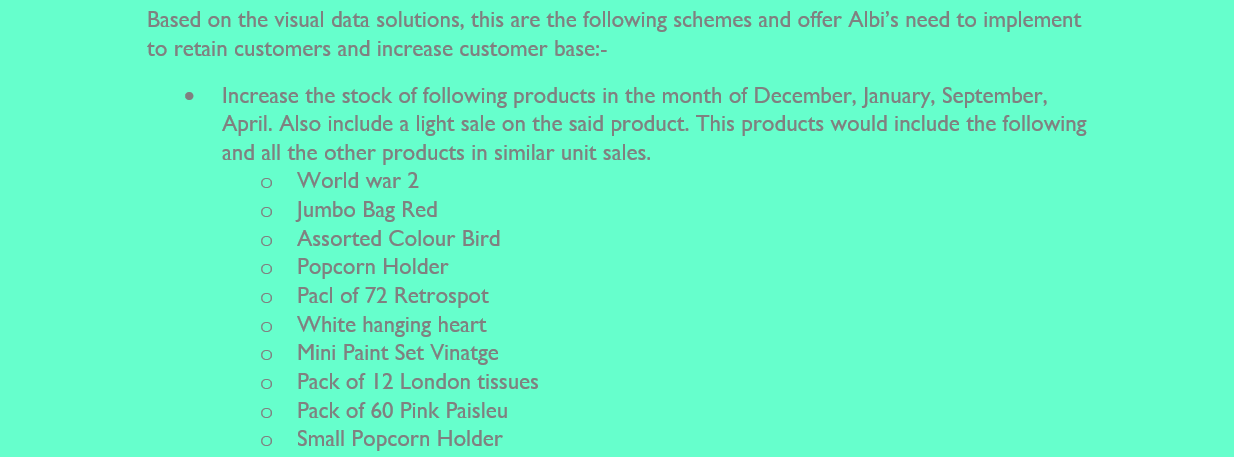 Based on the visual data solutions, this are the following schemes and offer Albi's need to implement
to retain customers and increase customer base:-
• Increase the stock of following products in the month of December, January, September,
April. Also include a light sale on the said product. This products would include the following
and all the other products in similar unit sales.
o World war 2
o Jumbo Bag Red
o Assorted Colour Bird
o Popcorn Holder
o Pacl of 72 Retrospot
o White hanging heart
o Mini Paint Set Vinatge
o Pack of 12 London tissues
o Pack of 60 Pink Paisleu
o Small Popcorn Holder